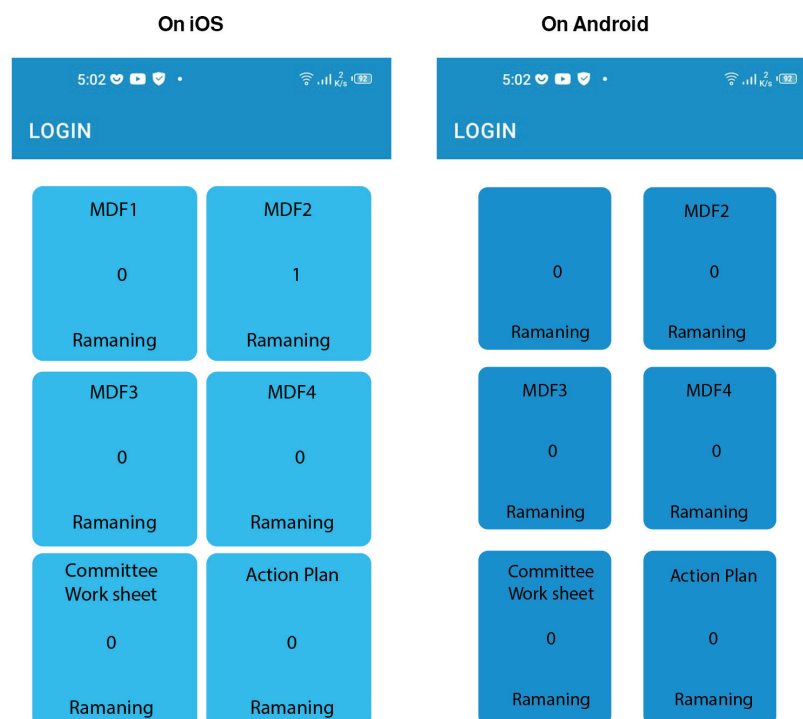 On iOS
On Android
5:02
2 K/s 92
5:02
2 K/s 92
LOGIN
LOGIN
MDF1
MDF2
0
1
Ramaning
Ramaning
MDF2
0
0
Ramaning
Ramaning
MDF3
MDF4
0
0
Ramaning
Ramaning
MDF3
MDF4
0
0
Ramaning
Ramaning
Committee
Work sheet
Action Plan
0
0
Ramaning
Ramaning
Committee
Work sheet
Action Plan
0
0
Ramaning
Ramaning